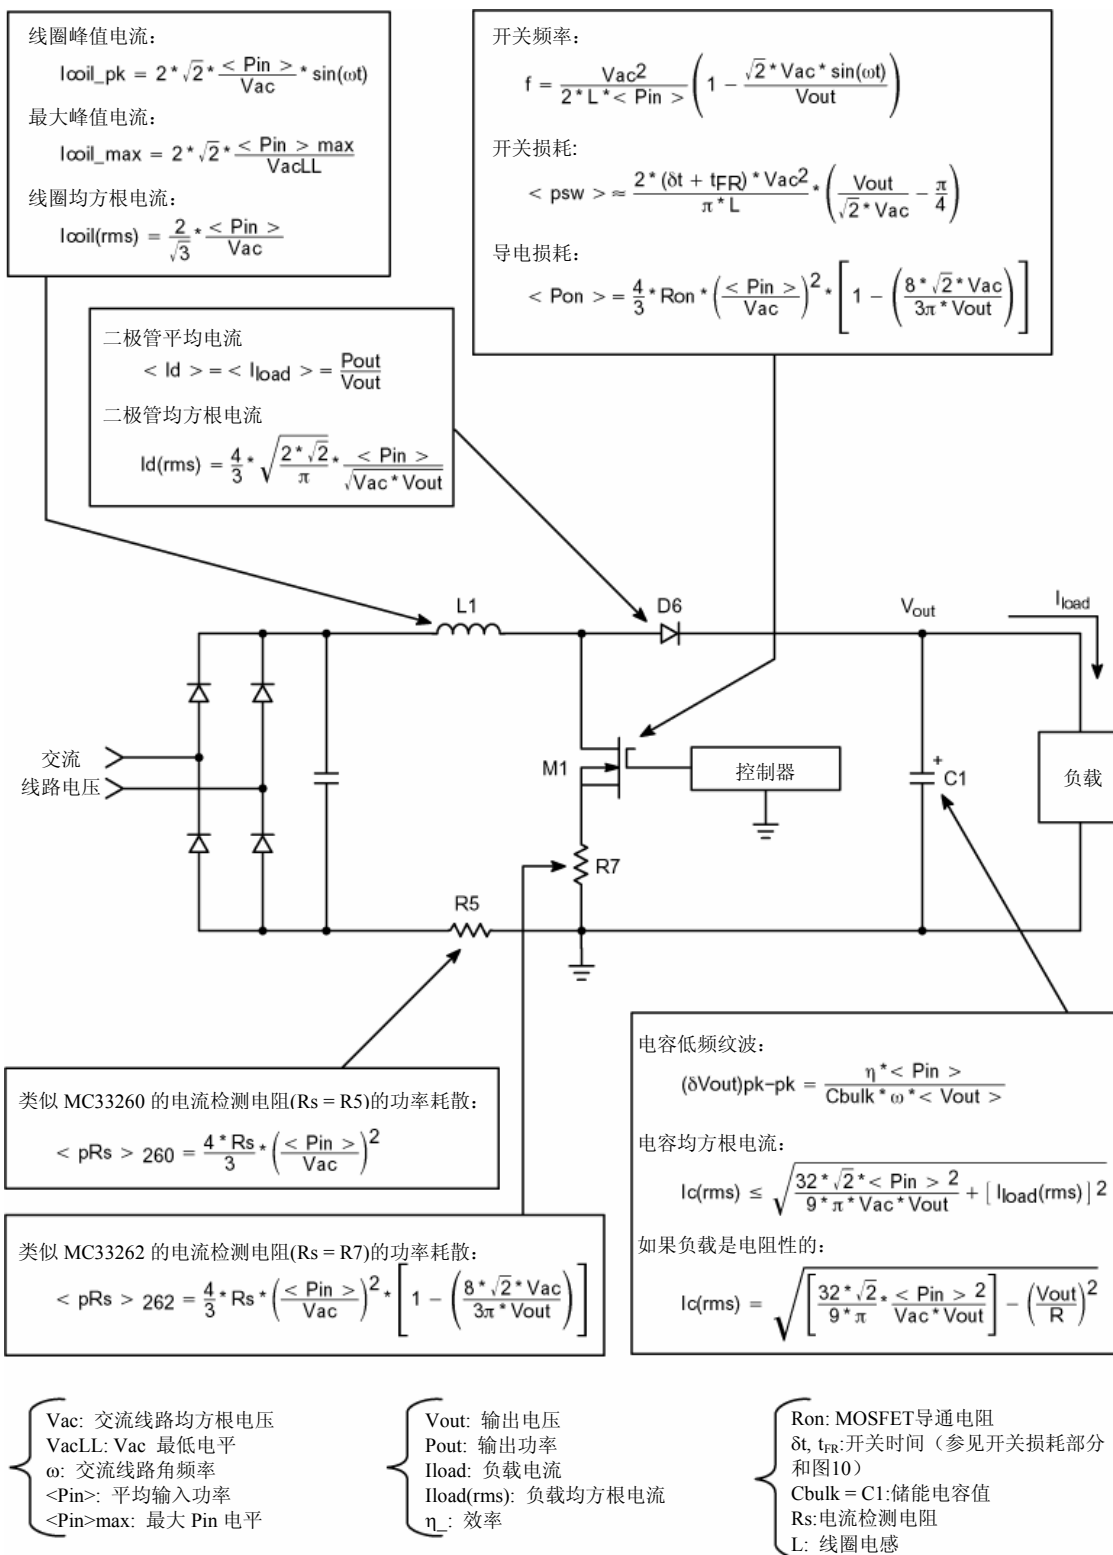 线圈峰值电流：
Icoil_pk = 2 * √2 * < Pin > / Vac * sin(ωt)
最大峰值电流：
Icoil_max = 2 * √2 * < Pin > max / VacLL
线圈均方根电流：
Icoil(rms) = 2 / √3 * < Pin > / Vac
开关频率：
f = Vac² / (2 * L * < Pin >) (1 − √2 * Vac * sin(ωt) / Vout)
开关损耗:
< psw > ≈ 2 * (δt + tFR) * Vac² / (π * L) * (Vout / (√2 * Vac) − π / 4)
导电损耗：
< Pon > = 4 / 3 * Ron * (< Pin > / Vac)² * [1 − (8 * √2 * Vac / 3π * Vout)]
二极管平均电流
< Id > = < Iload > = Pout / Vout
二极管均方根电流
Id(rms) = 4 / 3 * √(2 * √2 / π) * < Pin > / √(Vac * Vout)
L1
D6
Vout
Iload
交流
线路电压
M1
控制器
+
C1
负载
R7
R5
类似 MC33260 的电流检测电阻(Rs = R5)的功率耗散：
< pRs > 260 = 4 * Rs / 3 * (< Pin > / Vac)²
类似 MC33262 的电流检测电阻(Rs = R7)的功率耗散：
< pRs > 262 = 4 / 3 * Rs * (< Pin > / Vac)² * [1 − (8 * √2 * Vac / 3π * Vout)]
电容低频纹波：
(δVout)pk–pk = η * < Pin > / (Cbulk * ω * < Vout >)
电容均方根电流：
Ic(rms) ≤ √(32 * √2 * < Pin > ² / (9 * π * Vac * Vout) + [ Iload(rms) ] ²)
如果负载是电阻性的：
Ic(rms) = √([32 * √2 / (9 * π) * < Pin > ² / (Vac * Vout)] − (Vout / R)²)
Vac: 交流线路均方根电压
VacLL: Vac 最低电平
ω: 交流线路角频率
<Pin>: 平均输入功率
<Pin>max: 最大 Pin 电平
Vout: 输出电压
Pout: 输出功率
Iload: 负载电流
Iload(rms): 负载均方根电流
η_: 效率
Ron: MOSFET导通电阻
δt, tFR:开关时间（参见开关损耗部分
和图10）
Cbulk = C1:储能电容值
Rs:电流检测电阻
L: 线圈电感